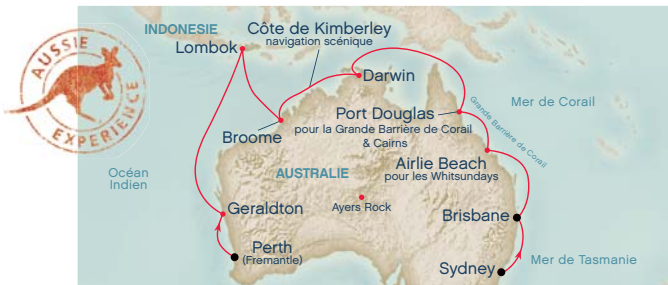 AUSSIE
EXPERIENCE
INDONESIE
Lombok
Côte de Kimberley
navigation scénique
Darwin
Mer de Corail
Port Douglas
pour la Grande Barrière de Corail
& Cairns
Grande Barrière de Corail
Broome
Airlie Beach
pour les Whitsundays
Océan
Indien
AUSTRALIE
Ayers Rock
Geraldton
Brisbane
Perth
(Fremantle)
Sydney
Mer de Tasmanie